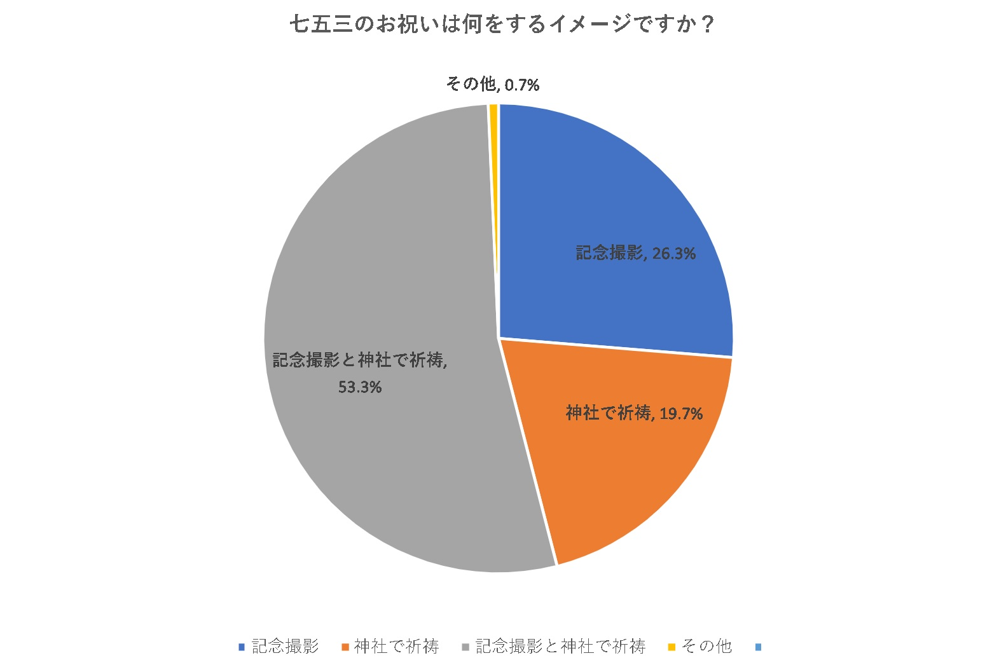 七五三のお祝いは何をするイメージですか？
その他, 0.7%
記念撮影, 26.3%
記念撮影と神社で祈祷,
53.3%
神社で祈祷, 19.7%
記念撮影 神社で祈祷 記念撮影と神社で祈祷 その他